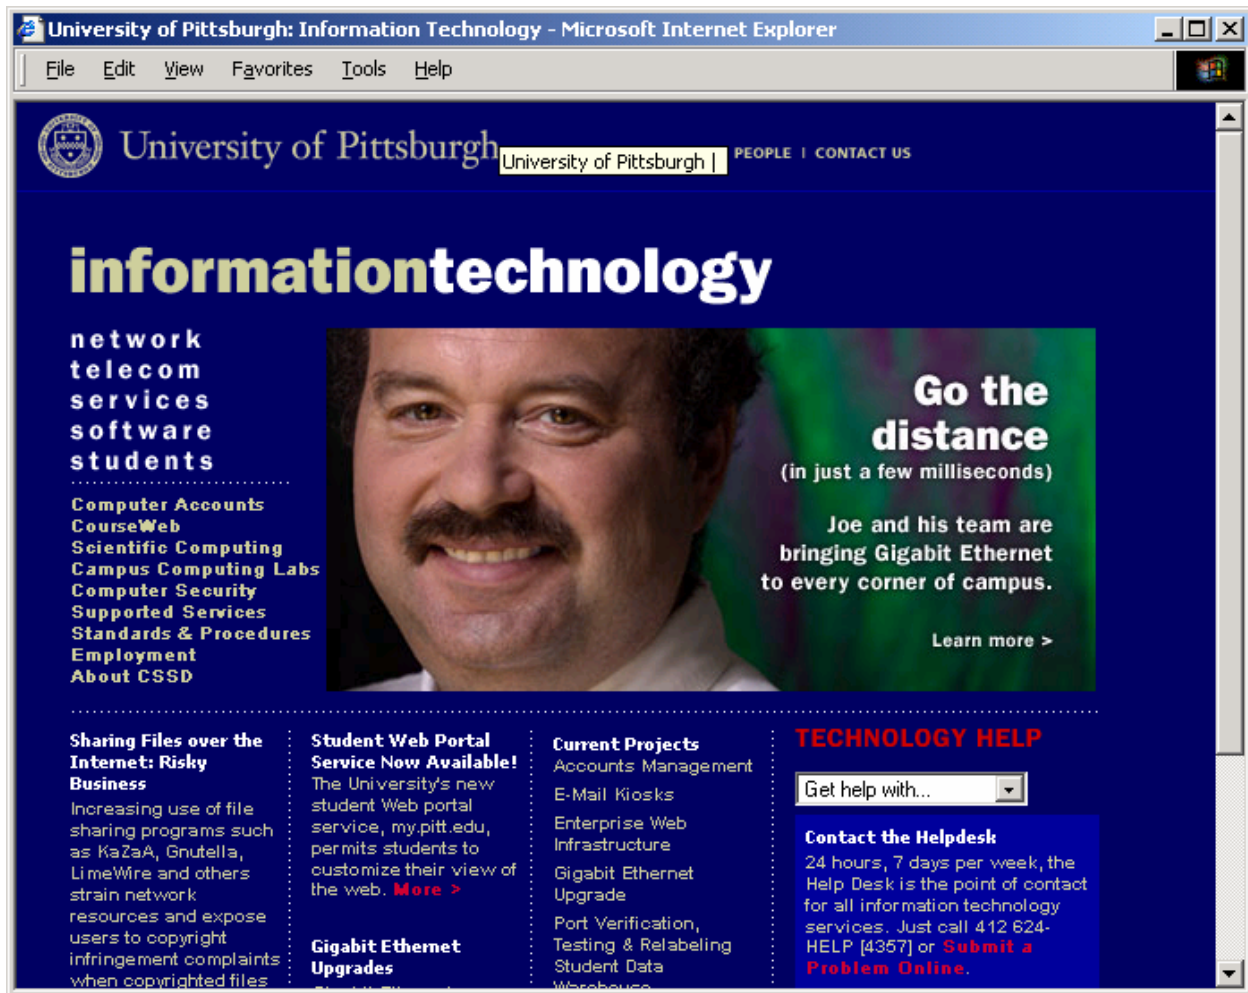 University of Pittsburgh: Information Technology - Microsoft Internet Explorer
File Edit View Favorites Tools Help
University of Pittsburgh
University of Pittsburgh |
PEOPLE | CONTACT US
informationtechnology
network
telecom
services
software
students
Computer Accounts
CourseWeb
Scientific Computing
Campus Computing Labs
Computer Security
Supported Services
Standards & Procedures
Employment
About CSSD
Go the
distance
(in just a few milliseconds)
Joe and his team are
bringing Gigabit Ethernet
to every corner of campus.
Learn more >
Sharing Files over the
Internet: Risky
Business
Increasing use of file
sharing programs such
as KaZaA, Gnutella,
LimeWire and others
strain network
resources and expose
users to copyright
infringement complaints
when copyrighted files
Student Web Portal
Service Now Available!
The University's new
student Web portal
service, my.pitt.edu,
permits students to
customize their view of
the web. More >
Gigabit Ethernet
Upgrades
Gigabit Ethernet
Current Projects
Accounts Management
E-Mail Kiosks
Enterprise Web
Infrastructure
Gigabit Ethernet
Upgrade
Port Verification,
Testing & Relabeling
Student Data
Warehouse
TECHNOLOGY HELP
Get help with...
Contact the Helpdesk
24 hours, 7 days per week, the
Help Desk is the point of contact
for all information technology
services. Just call 412 624-
HELP [4357] or Submit a
Problem Online.